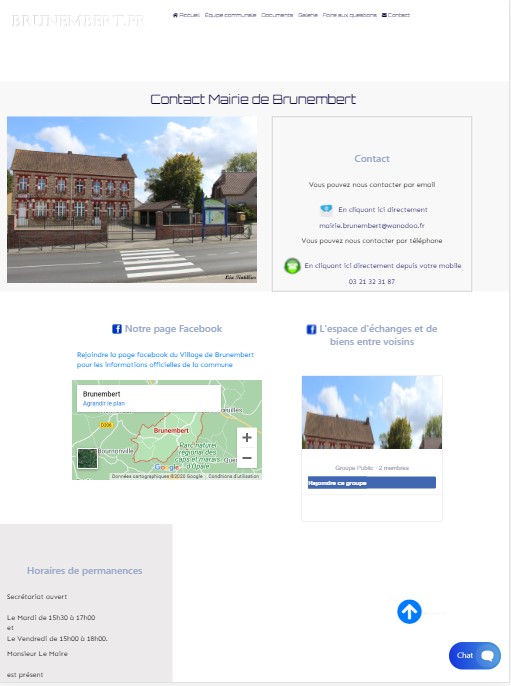 BRUNEMBERT.FR
Accueil Equipe communale Documents Galerie Foire aux questions Contact
Contact Mairie de Brunembert
Contact
Vous pouvez nous contacter par email
En cliquant ici directement
mairie.brunembert@wanadoo.fr
Vous pouvez nous contacter par téléphone
En cliquant ici directement depuis votre mobile
03 21 32 31 87
Notre page Facebook
Rejoindre la page facebook du Village de Brunembert
pour les informations officielles de la commune
Brunembert
Agrandir le plan
D206
Brunembert
Bournonville
Parc naturel
régional des
caps et marais
d'Opale
Google
Données cartographiques ©2020 Google Conditions d'utilisation
L'espace d'échanges et de
biens entre voisins
Groupe Public · 2 membres
Rejoindre ce groupe
Horaires de permanences
Secrétariat ouvert
Le Mardi de 15h30 à 17h00
et
Le Vendredi de 15h00 à 18h00.
Monsieur Le Maire
est présent
Chat